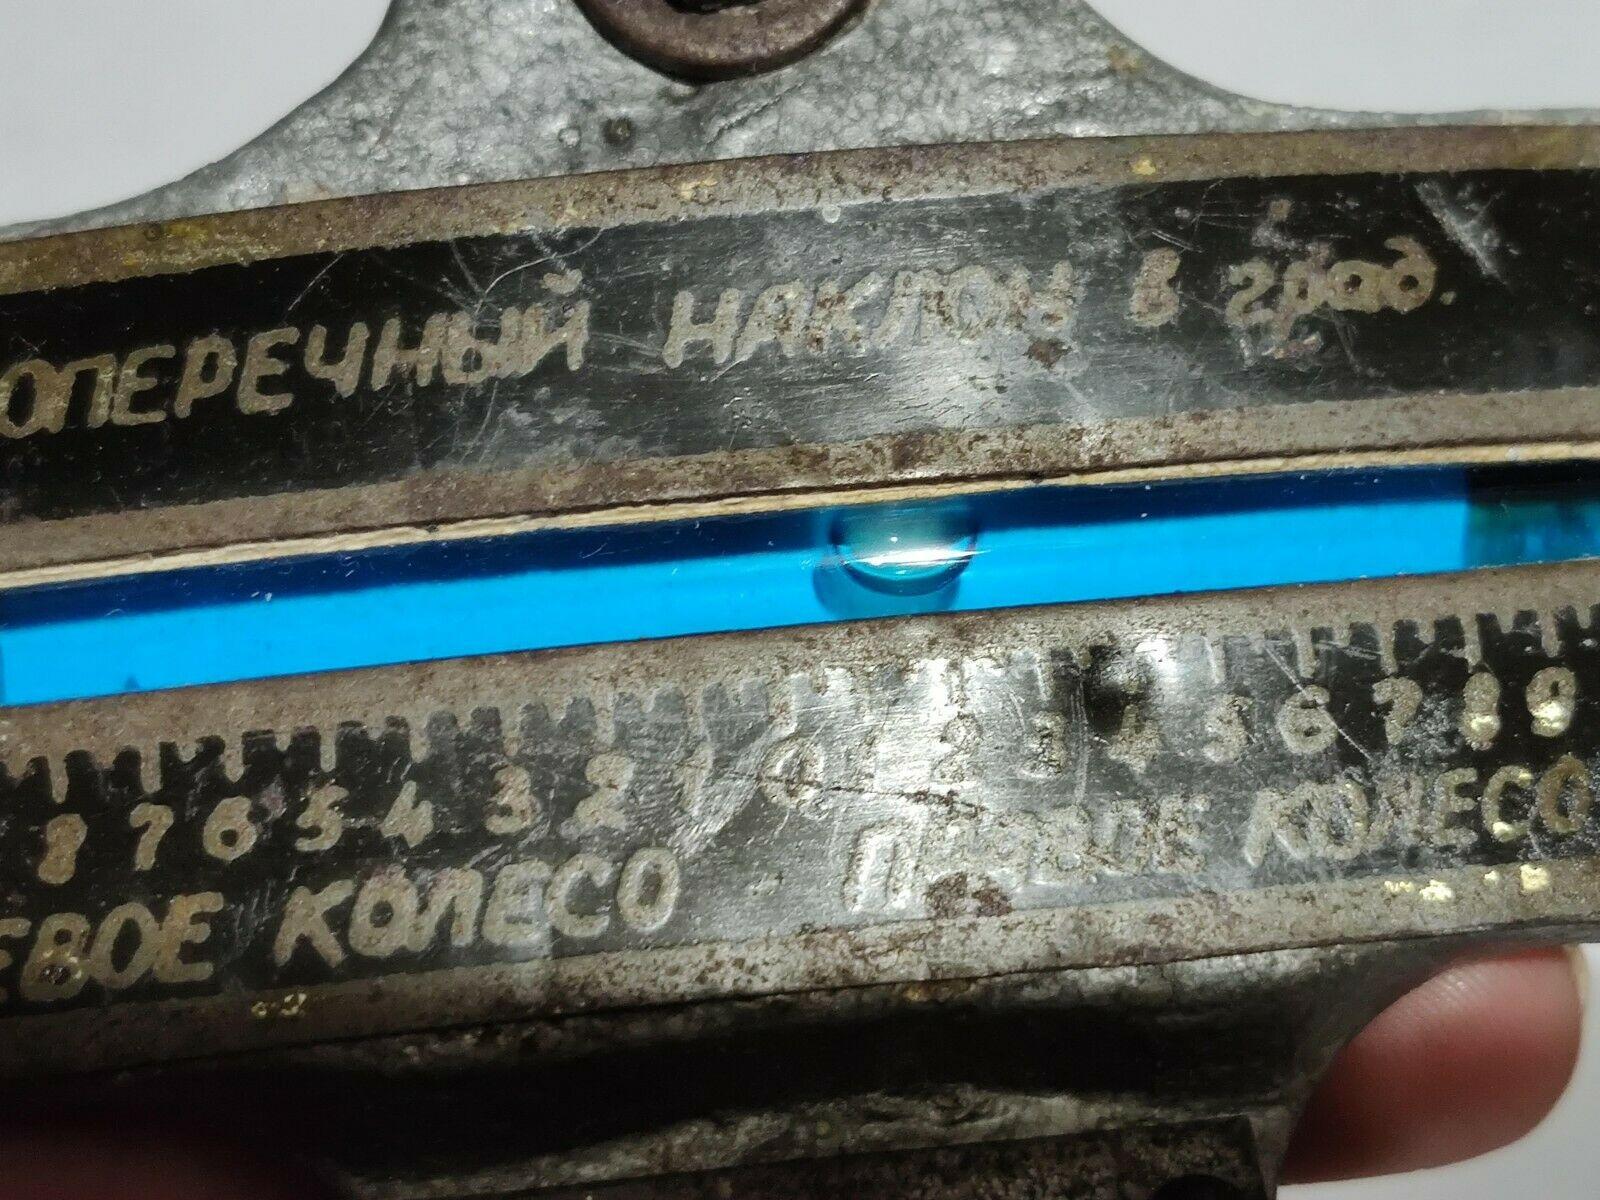 ОПЕРЕЧНЫЙ НАКЛОН в град.
8 7 6 5 4 3 2 1 0 1 2 3 4 5 6 7 8 9
ЕВОЕ КОЛЕСО ПРАВОЕ КОЛЕСО